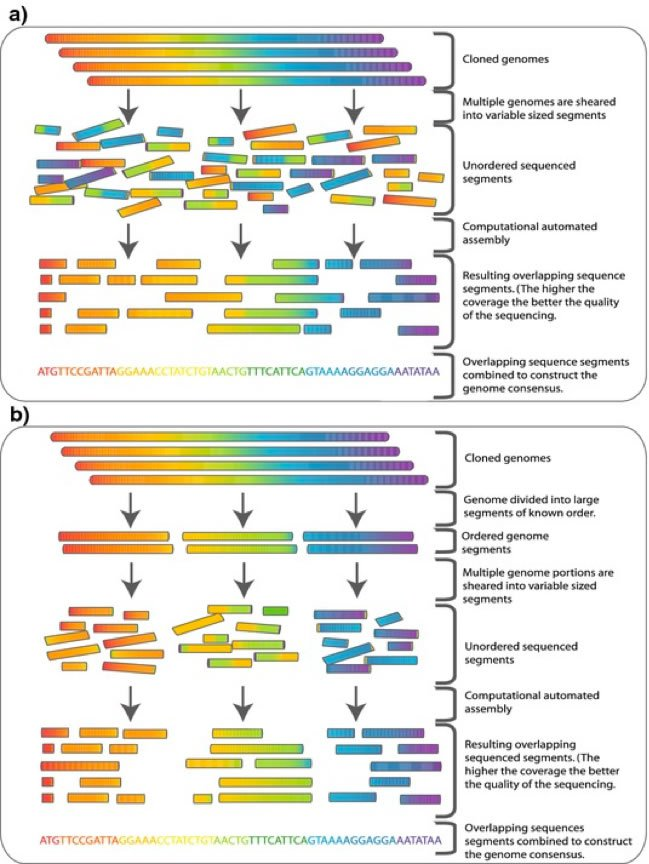 a)
Cloned genomes
Multiple genomes are sheared
into variable sized segments
Unordered sequenced
segments
Computational automated
assembly
Resulting overlapping sequence
segments. (The higher the
coverage the better the quality
of the sequencing.
ATGTTCCGATTAGGAAACCTATCTGTAACTGTTTCATTCAGTAAAAGGAGGAAATATAA
Overlapping sequence segments
combined to construct the
genome consensus.
b)
Cloned genomes
Genome divided into large
segments of known order.
Ordered genome
segments
Multiple genome portions are
sheared into variable sized
segments
Unordered sequenced
segments
Computational automated
assembly
Resulting overlapping
sequenced segments. (The
higher the coverage the better
the quality of the sequencing.
ATGTTCCGATTAGGAAACCTATCTGTAACTGTTTCATTCAGTAAAAGGAGGAAATATAA
Overlapping sequences
segments combined to construct
the genome consensus.